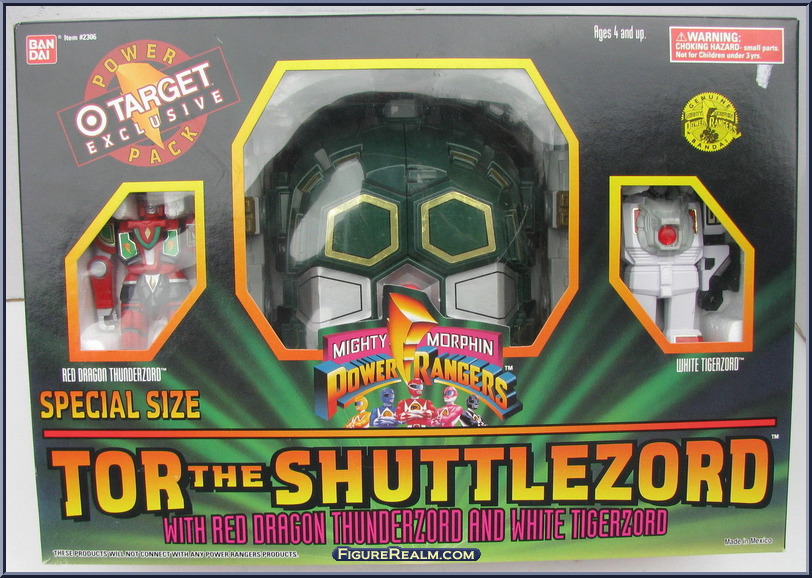 BAN DAI ® Item #2306
POWER
TARGET
EXCLUSIVE
PACK
Ages 4 and up.
⚠WARNING:
CHOKING HAZARD- small parts.
Not for Children under 3 yrs.
GENUINE
POWER RANGERS
BANDAI
RED DRAGON THUNDERZORD™
WHITE TIGERZORD™
MIGHTY MORPHIN
POWER RANGERS™
SPECIAL SIZE
TOR THE SHUTTLEZORD™
WITH RED DRAGON THUNDERZORD AND WHITE TIGERZORD
Made in Mexico
*THESE PRODUCTS WILL NOT CONNECT WITH ANY POWER RANGERS PRODUCTS.
FIGUREREALM.COM